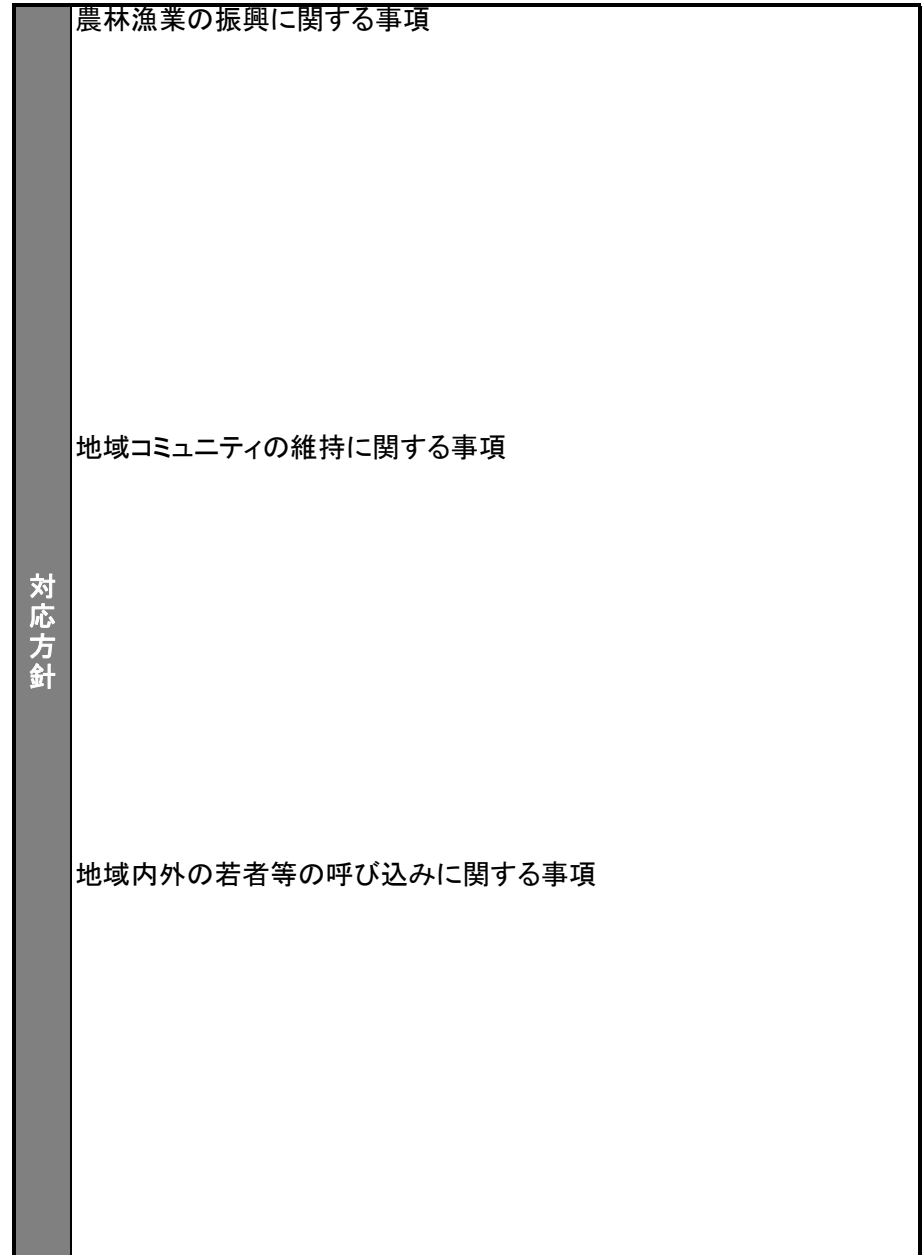 農林漁業の振興に関する事項
地域コミュニティの維持に関する事項
対応方針
地域内外の若者等の呼び込みに関する事項